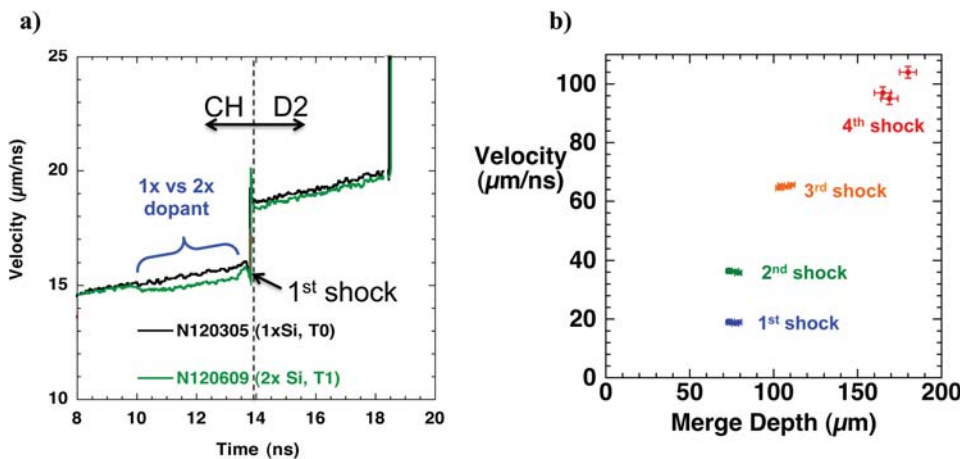 a)
25
20
15
10
Velocity (µm/ns)
CH D2
1x vs 2x
dopant
1st shock
N120305 (1xSi, T0)
N120609 (2x Si, T1)
8 10 12 14 16 18 20
Time (ns)
b)
100
80
60
40
20
0
Velocity
(µm/ns)
4th shock
3rd shock
2nd shock
1st shock
0 50 100 150 200
Merge Depth (µm)